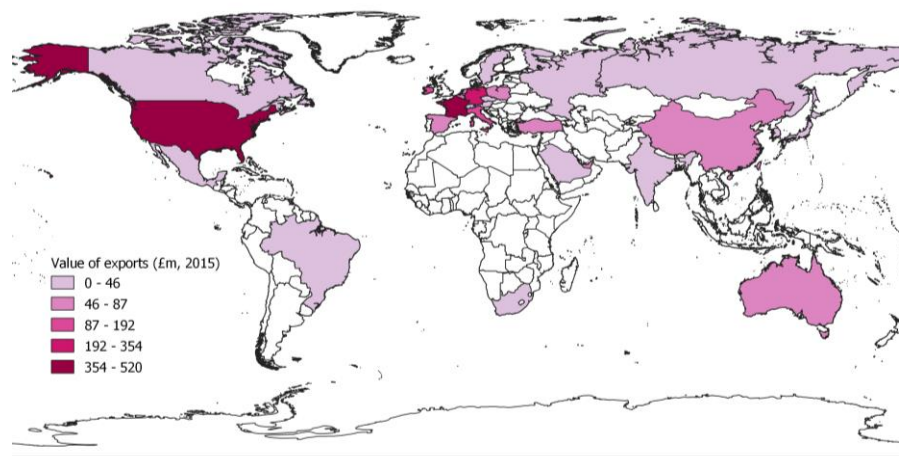 Value of exports (£m, 2015)
0 - 46
46 - 87
87 - 192
192 - 354
354 - 520